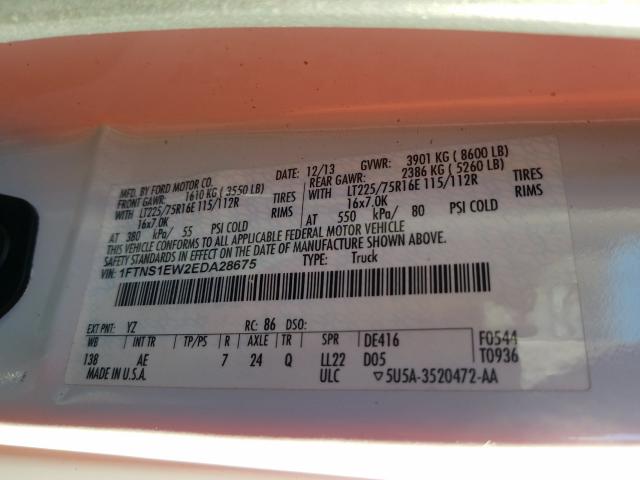 MFD. BY FORD MOTOR CO.
DATE: 12/13 GVWR: 3901 KG ( 8600 LB)
FRONT GAWR: 1610 KG ( 3550 LB) REAR GAWR: 2386 KG ( 5260 LB)
WITH LT225/75R16E 115/112R TIRES WITH LT225/75R16E 115/112R TIRES
16x7.0K RIMS 16x7.0K RIMS
AT 380 kPa/ 55 PSI COLD AT 550 kPa/ 80 PSI COLD
THIS VEHICLE CONFORMS TO ALL APPLICABLE FEDERAL MOTOR VEHICLE
SAFETY STANDARDS IN EFFECT ON THE DATE OF MANUFACTURE SHOWN ABOVE.
VIN: 1FTNS1EW2EDA28675 TYPE: Truck
EXT PNT: YZ RC: 86 DSO:
WB INT TR TP/PS R AXLE TR SPR DE416 F0544
138 AE 7 24 Q LL22 D05 T0936
MADE IN U.S.A. ULC ▽5U5A-3520472-AA